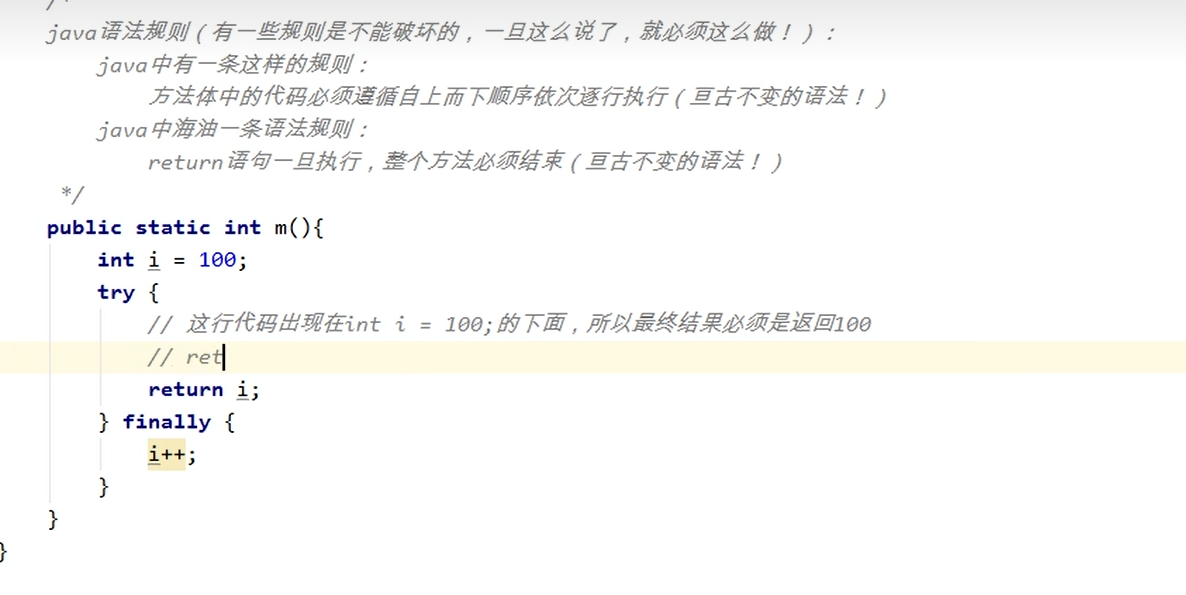 /*
java语法规则（有一些规则是不能破坏的，一旦这么说了，就必须这么做！）：
java中有一条这样的规则：
方法体中的代码必须遵循自上而下顺序依次逐行执行（亘古不变的语法！）
java中海油一条语法规则：
return语句一旦执行，整个方法必须结束（亘古不变的语法！）
*/
public static int m(){
int i = 100;
try {
// 这行代码出现在int i = 100;的下面，所以最终结果必须是返回100
// ret
return i;
} finally {
i++;
}
}
}